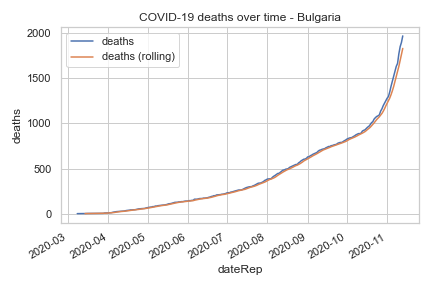 COVID-19 deaths over time - Bulgaria
deaths
deaths (rolling)
2000
1500
1000
500
0
deaths
2020-03
2020-04
2020-05
2020-06
2020-07
2020-08
2020-09
2020-10
2020-11
dateRep